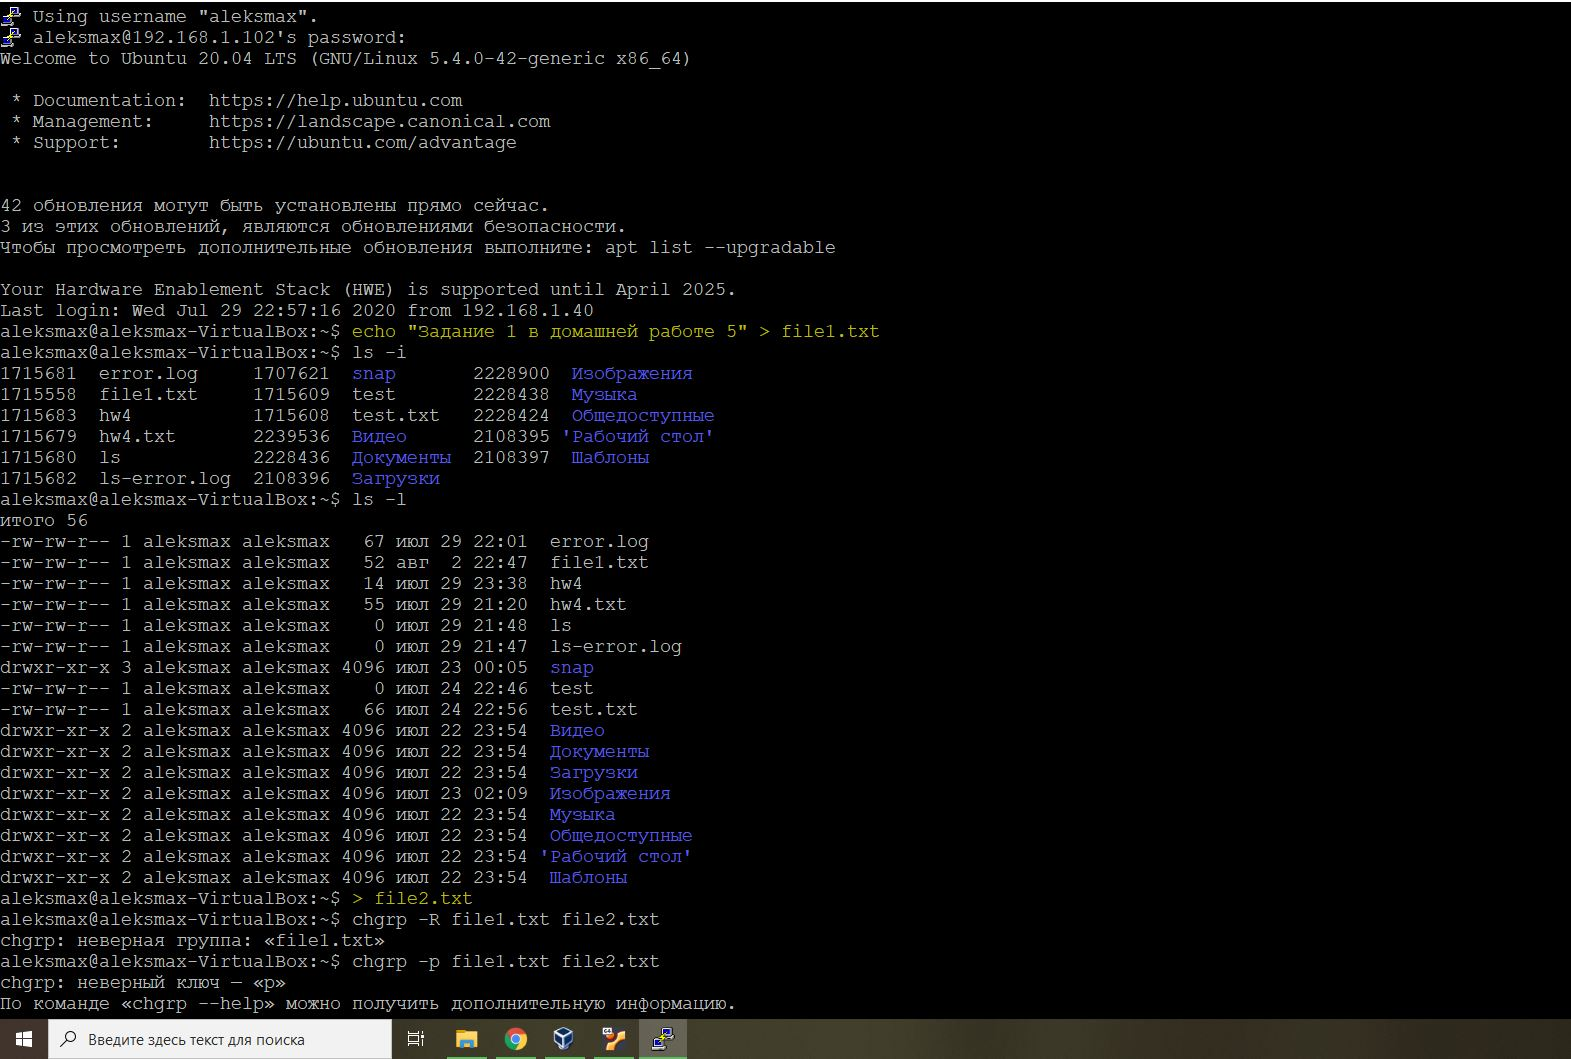 Using username "aleksmax".
aleksmax@192.168.1.102's password:
Welcome to Ubuntu 20.04 LTS (GNU/Linux 5.4.0-42-generic x86_64)
* Documentation:  https://help.ubuntu.com
* Management:     https://landscape.canonical.com
* Support:        https://ubuntu.com/advantage
42 обновления могут быть установлены прямо сейчас.
3 из этих обновлений, являются обновлениями безопасности.
Чтобы просмотреть дополнительные обновления выполните: apt list --upgradable
Your Hardware Enablement Stack (HWE) is supported until April 2025.
Last login: Wed Jul 29 22:57:16 2020 from 192.168.1.40
aleksmax@aleksmax-VirtualBox:~$ echo "Задание 1 в домашней работе 5" > file1.txt
aleksmax@aleksmax-VirtualBox:~$ ls -i
1715681  error.log     1707621  snap       2228900  Изображения
1715558  file1.txt     1715609  test       2228438  Музыка
1715683  hw4           1715608  test.txt   2228424  Общедоступные
1715679  hw4.txt       2239536  Видео      2108395 'Рабочий стол'
1715680  ls            2228436  Документы  2108397  Шаблоны
1715682  ls-error.log  2108396  Загрузки
aleksmax@aleksmax-VirtualBox:~$ ls -l
итого 56
-rw-rw-r-- 1 aleksmax aleksmax   67 июл 29 22:01  error.log
-rw-rw-r-- 1 aleksmax aleksmax   52 авг  2 22:47  file1.txt
-rw-rw-r-- 1 aleksmax aleksmax   14 июл 29 23:38  hw4
-rw-rw-r-- 1 aleksmax aleksmax   55 июл 29 21:20  hw4.txt
-rw-rw-r-- 1 aleksmax aleksmax    0 июл 29 21:48  ls
-rw-rw-r-- 1 aleksmax aleksmax    0 июл 29 21:47  ls-error.log
drwxr-xr-x 3 aleksmax aleksmax 4096 июл 23 00:05  snap
-rw-rw-r-- 1 aleksmax aleksmax    0 июл 24 22:46  test
-rw-rw-r-- 1 aleksmax aleksmax   66 июл 24 22:56  test.txt
drwxr-xr-x 2 aleksmax aleksmax 4096 июл 22 23:54  Видео
drwxr-xr-x 2 aleksmax aleksmax 4096 июл 22 23:54  Документы
drwxr-xr-x 2 aleksmax aleksmax 4096 июл 22 23:54  Загрузки
drwxr-xr-x 2 aleksmax aleksmax 4096 июл 23 02:09  Изображения
drwxr-xr-x 2 aleksmax aleksmax 4096 июл 22 23:54  Музыка
drwxr-xr-x 2 aleksmax aleksmax 4096 июл 22 23:54  Общедоступные
drwxr-xr-x 2 aleksmax aleksmax 4096 июл 22 23:54 'Рабочий стол'
drwxr-xr-x 2 aleksmax aleksmax 4096 июл 22 23:54  Шаблоны
aleksmax@aleksmax-VirtualBox:~$ > file2.txt
aleksmax@aleksmax-VirtualBox:~$ chgrp -R file1.txt file2.txt
chgrp: неверная группа: «file1.txt»
aleksmax@aleksmax-VirtualBox:~$ chgrp -p file1.txt file2.txt
chgrp: неверный ключ — «p»
По команде «chgrp --help» можно получить дополнительную информацию.
Введите здесь текст для поиска